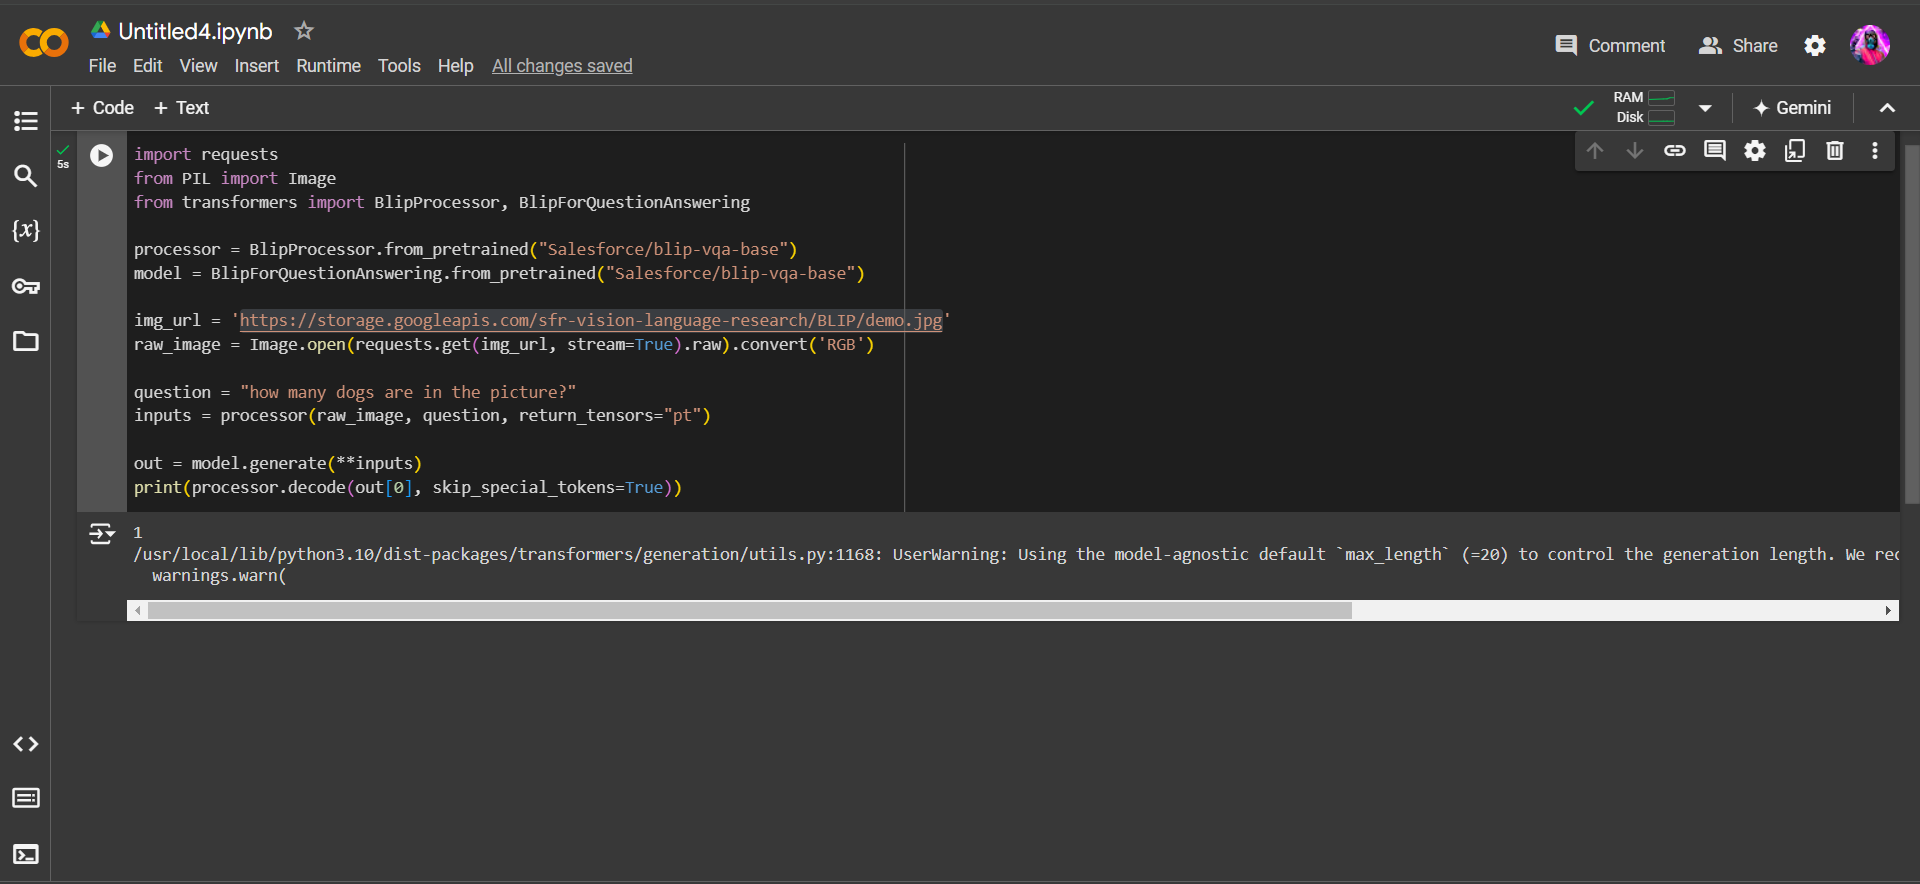 Untitled4.ipynb
File Edit View Insert Runtime Tools Help All changes saved
Comment Share
+ Code + Text
RAM
Disk
Gemini
{x}
5s
import requests
from PIL import Image
from transformers import BlipProcessor, BlipForQuestionAnswering
processor = BlipProcessor.from_pretrained("Salesforce/blip-vqa-base")
model = BlipForQuestionAnswering.from_pretrained("Salesforce/blip-vqa-base")
img_url = 'https://storage.googleapis.com/sfr-vision-language-research/BLIP/demo.jpg'
raw_image = Image.open(requests.get(img_url, stream=True).raw).convert('RGB')
question = "how many dogs are in the picture?"
inputs = processor(raw_image, question, return_tensors="pt")
out = model.generate(**inputs)
print(processor.decode(out[0], skip_special_tokens=True))
1
/usr/local/lib/python3.10/dist-packages/transformers/generation/utils.py:1168: UserWarning: Using the model-agnostic default `max_length` (=20) to control the generation length. We rec
warnings.warn(